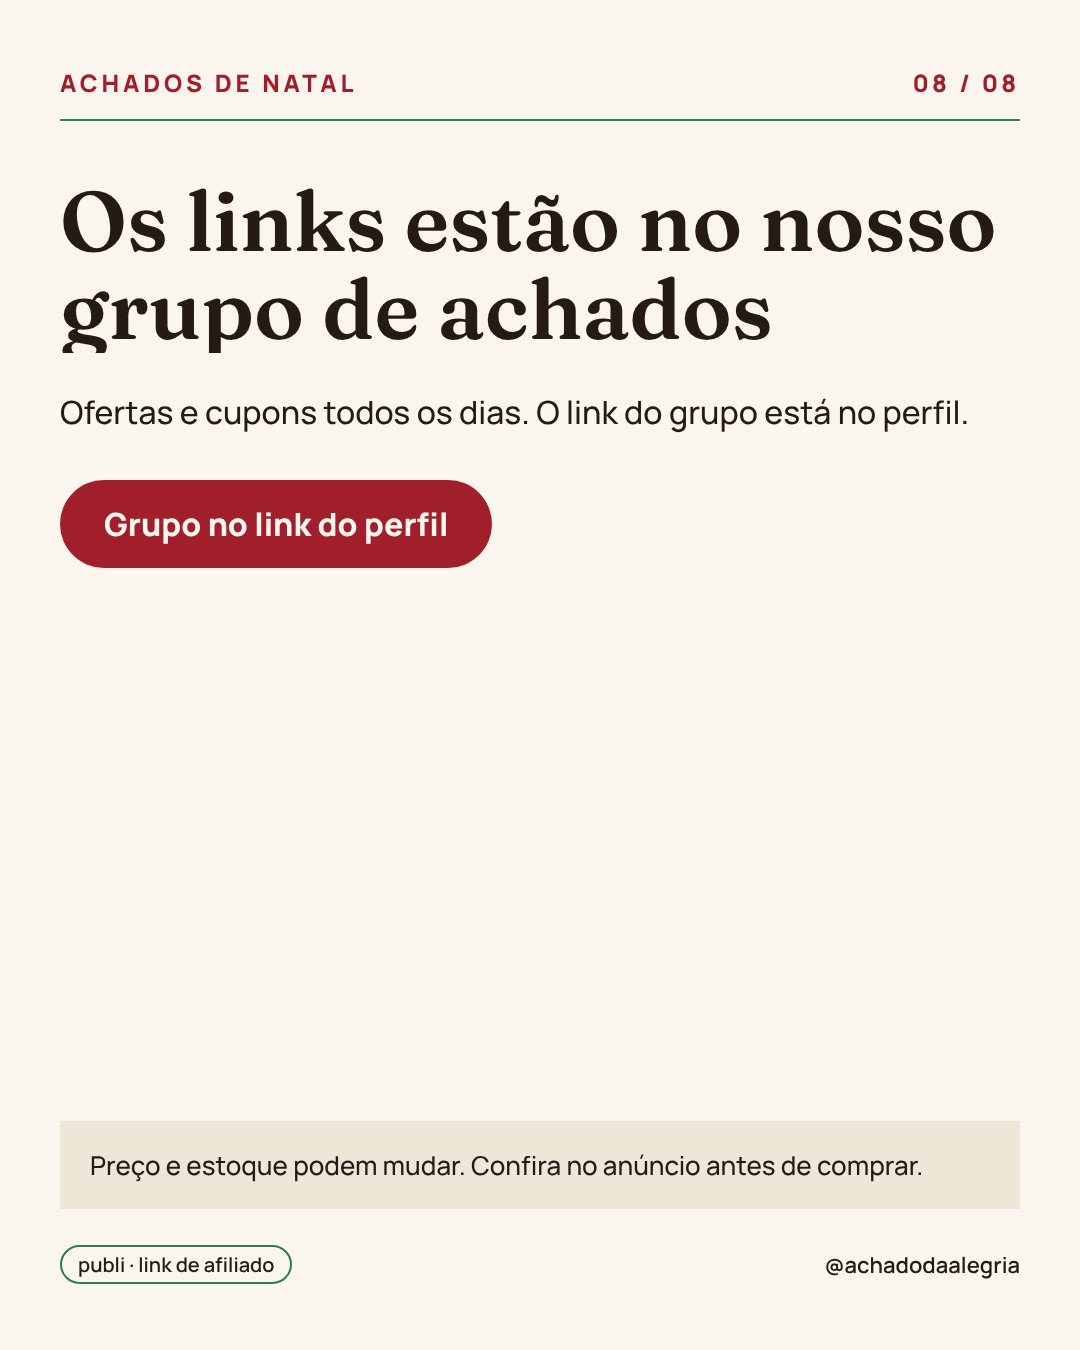 ACHADOS DE NATAL
08 / 08
Os links estão no nosso
grupo de achados
Ofertas e cupons todos os dias. O link do grupo está no perfil.
Grupo no link do perfil
Preço e estoque podem mudar. Confira no anúncio antes de comprar.
publi · link de afiliado
@achadodaalegria